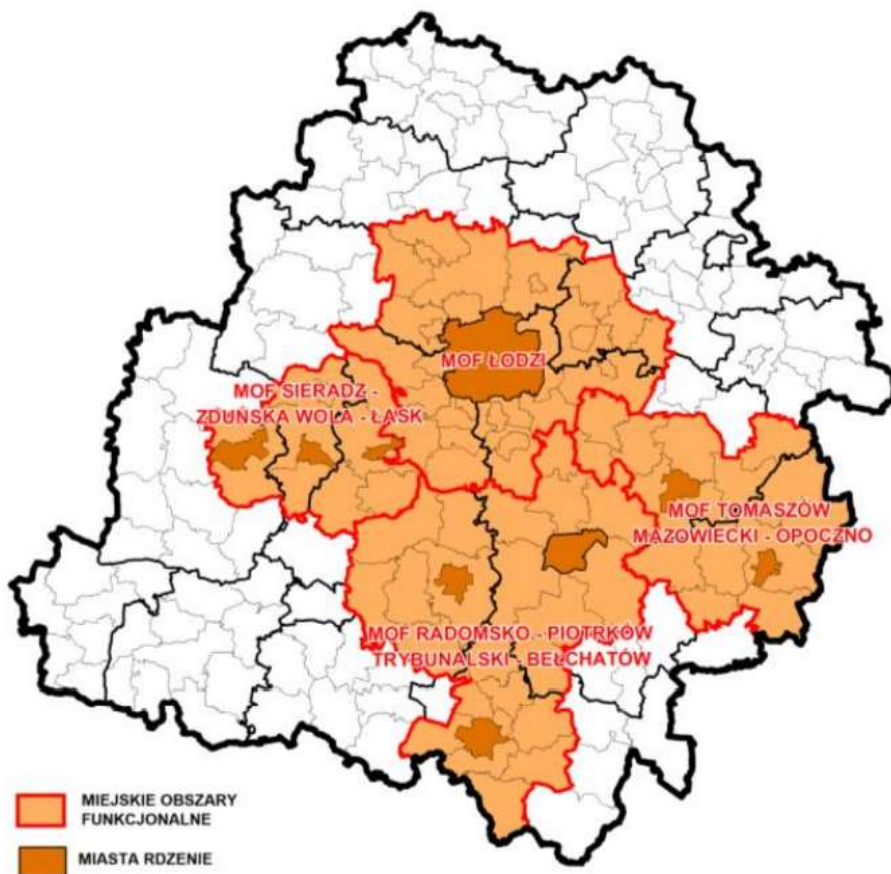 MOF ŁODZI
MOF SIERADZ -
ZDUŃSKA WOLA - ŁASK
MOF TOMASZÓW
MAZOWIECKI - OPOCZNO
MOF RADOMSKO - PIOTRKÓW
TRYBUNALSKI - BEŁCHATÓW
MIEJSKIE OBSZARY
FUNKCJONALNE
MIASTA RDZENIE